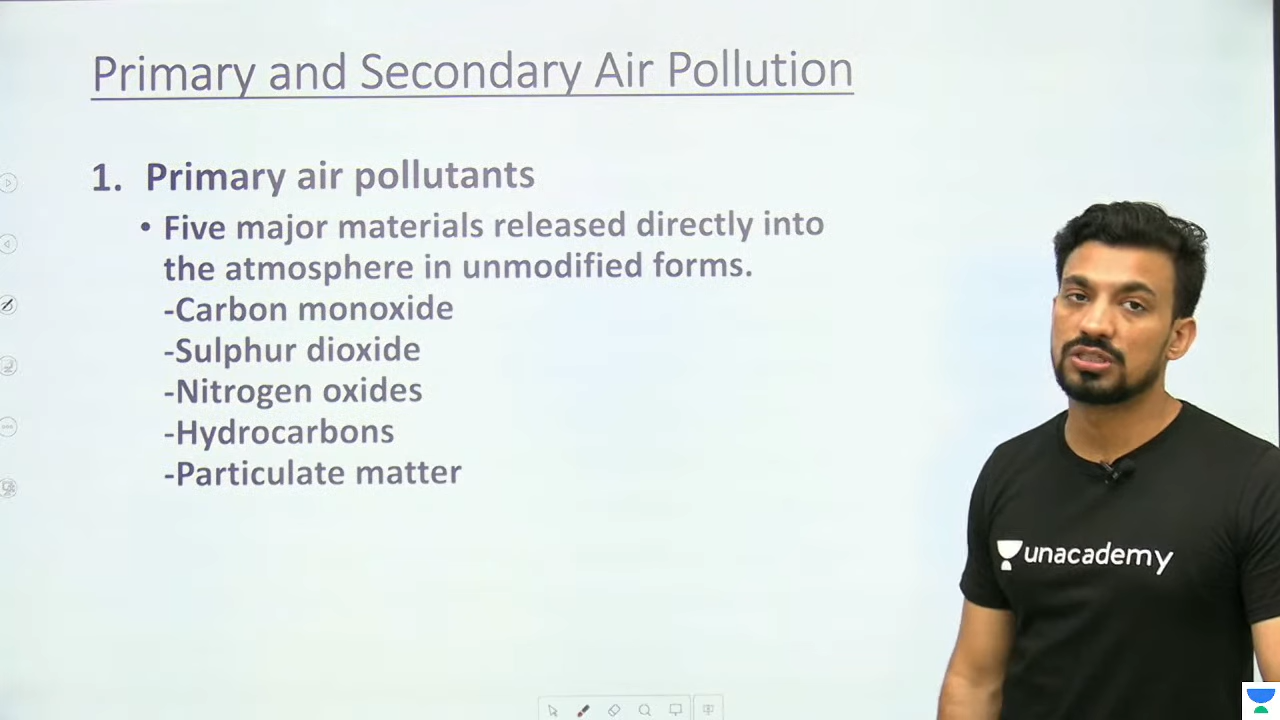 Primary and Secondary Air Pollution
1. Primary air pollutants
• Five major materials released directly into
the atmosphere in unmodified forms.
-Carbon monoxide
-Sulphur dioxide
-Nitrogen oxides
-Hydrocarbons
-Particulate matter
unacademy